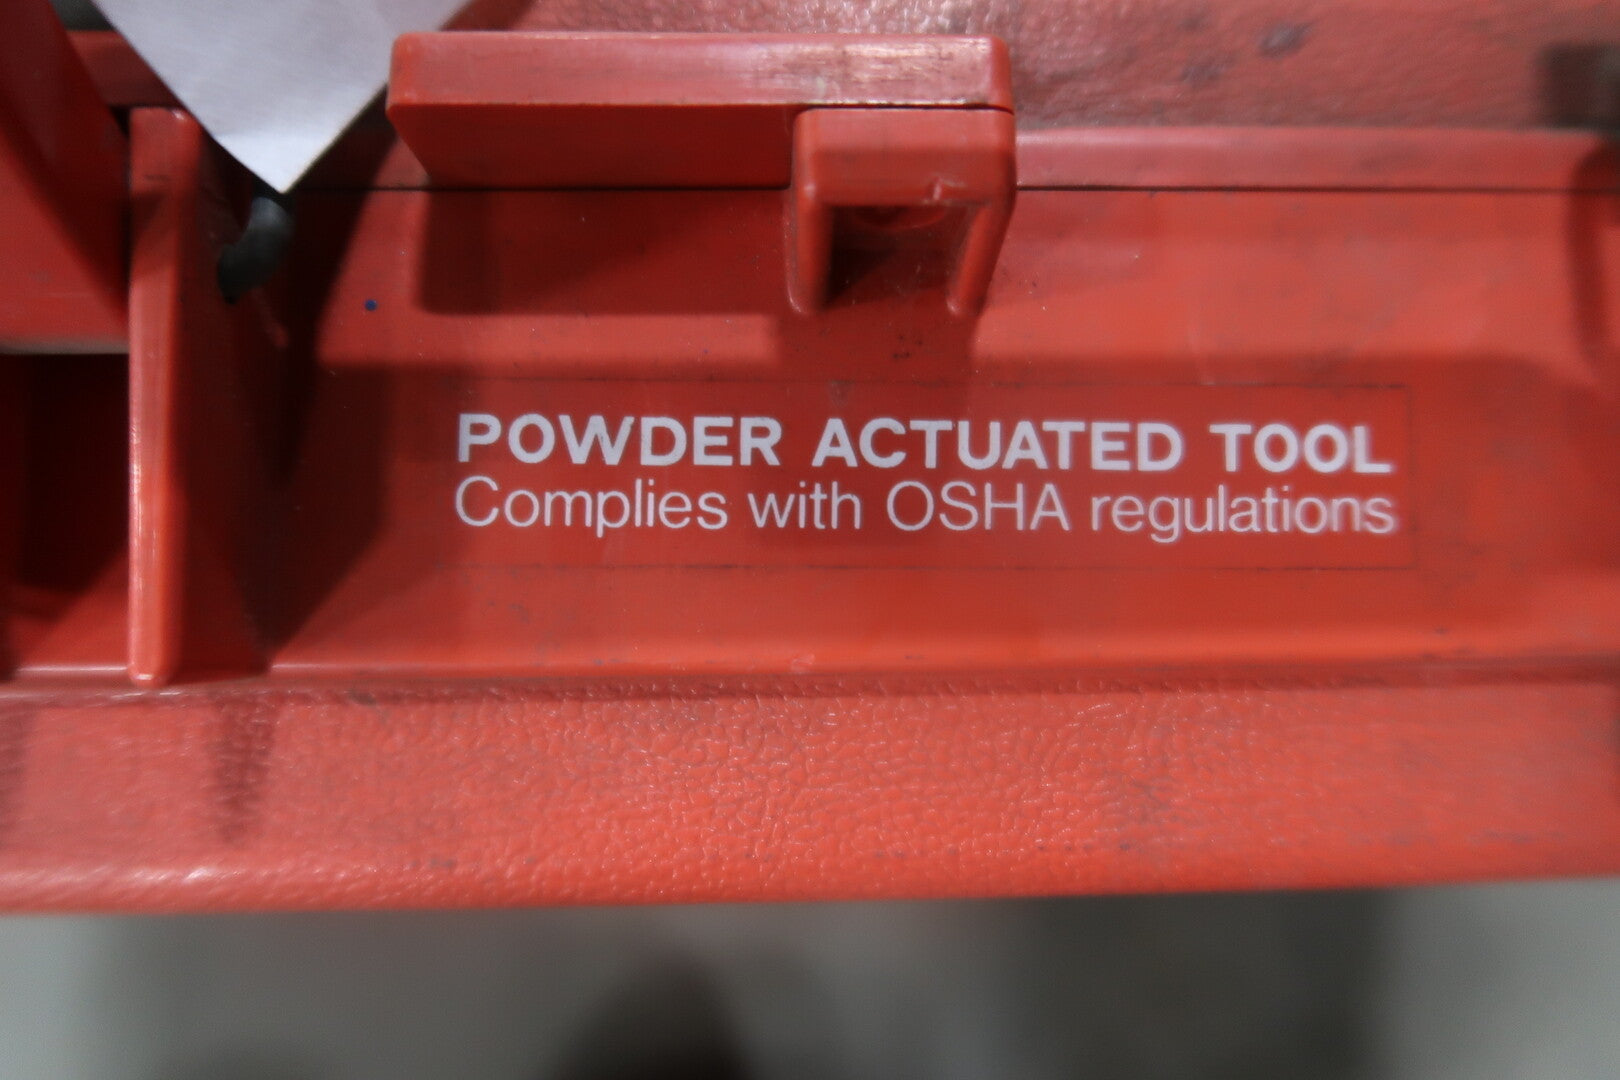 POWDER ACTUATED TOOL
Complies with OSHA regulations